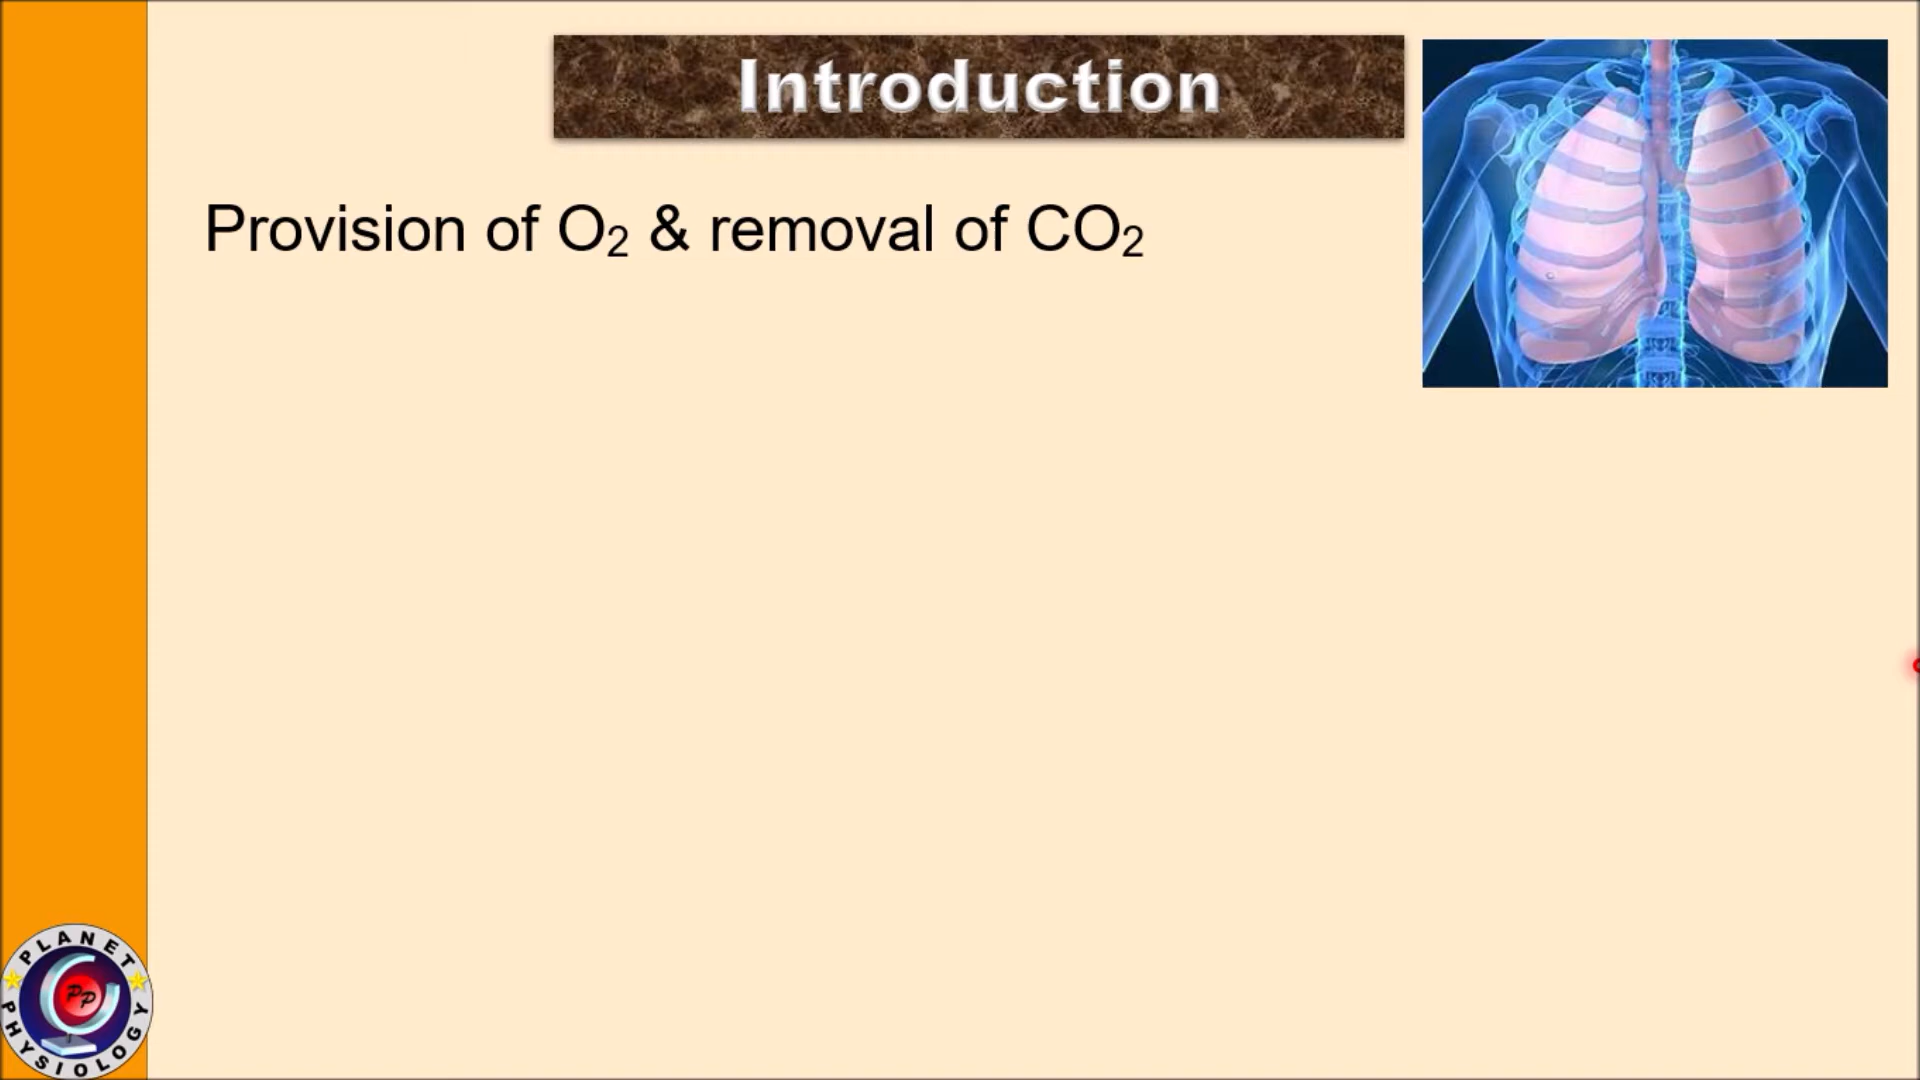 Introduction
Provision of O₂ & removal of CO₂
PLANET
PP
PHYSIOLOGY